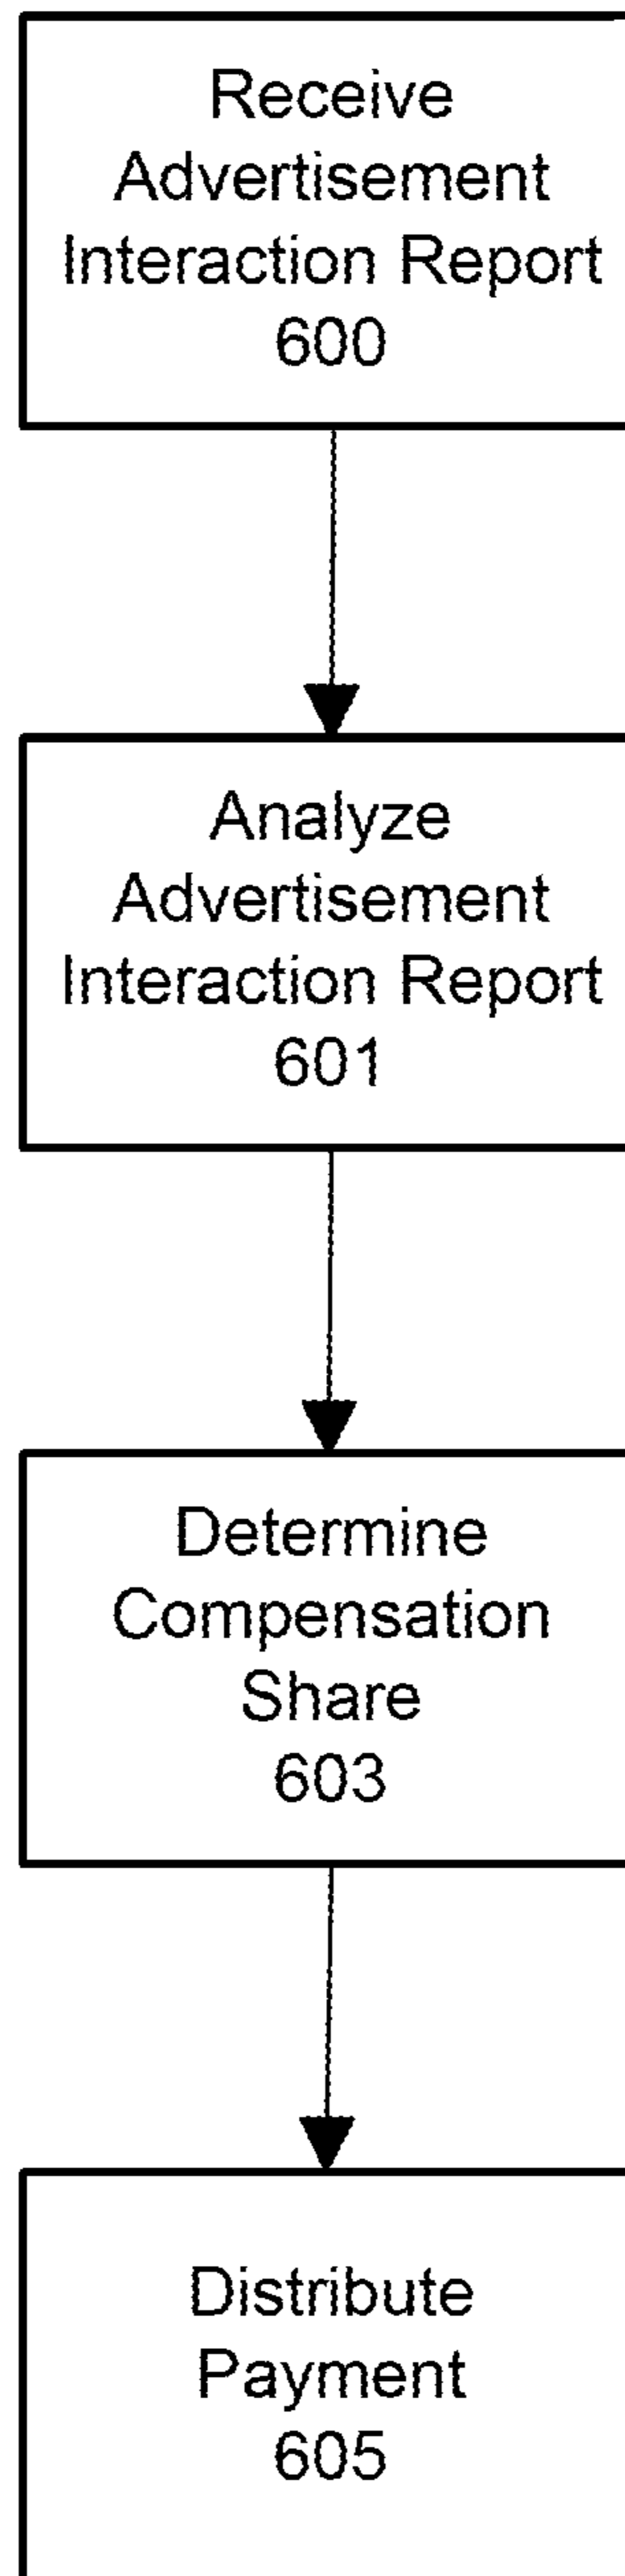 Receive
Advertisement
Interaction Report
600
Analyze
Advertisement
Interaction Report
601
Determine
Compensation
Share
603
Distribute
Payment
605